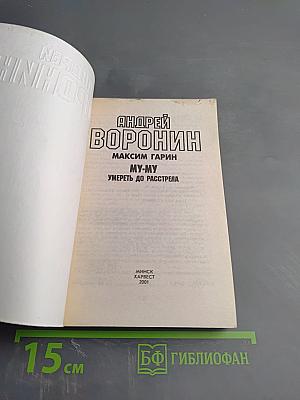 АНДРЕЙ
ВОРОНИН
МАКСИМ ГАРИН
МУ-МУ
УМЕРЕТЬ ДО РАССТРЕЛА
МИНСК
ХАРВЕСТ
2001
15 см
БФ ГИБЛИОФАН